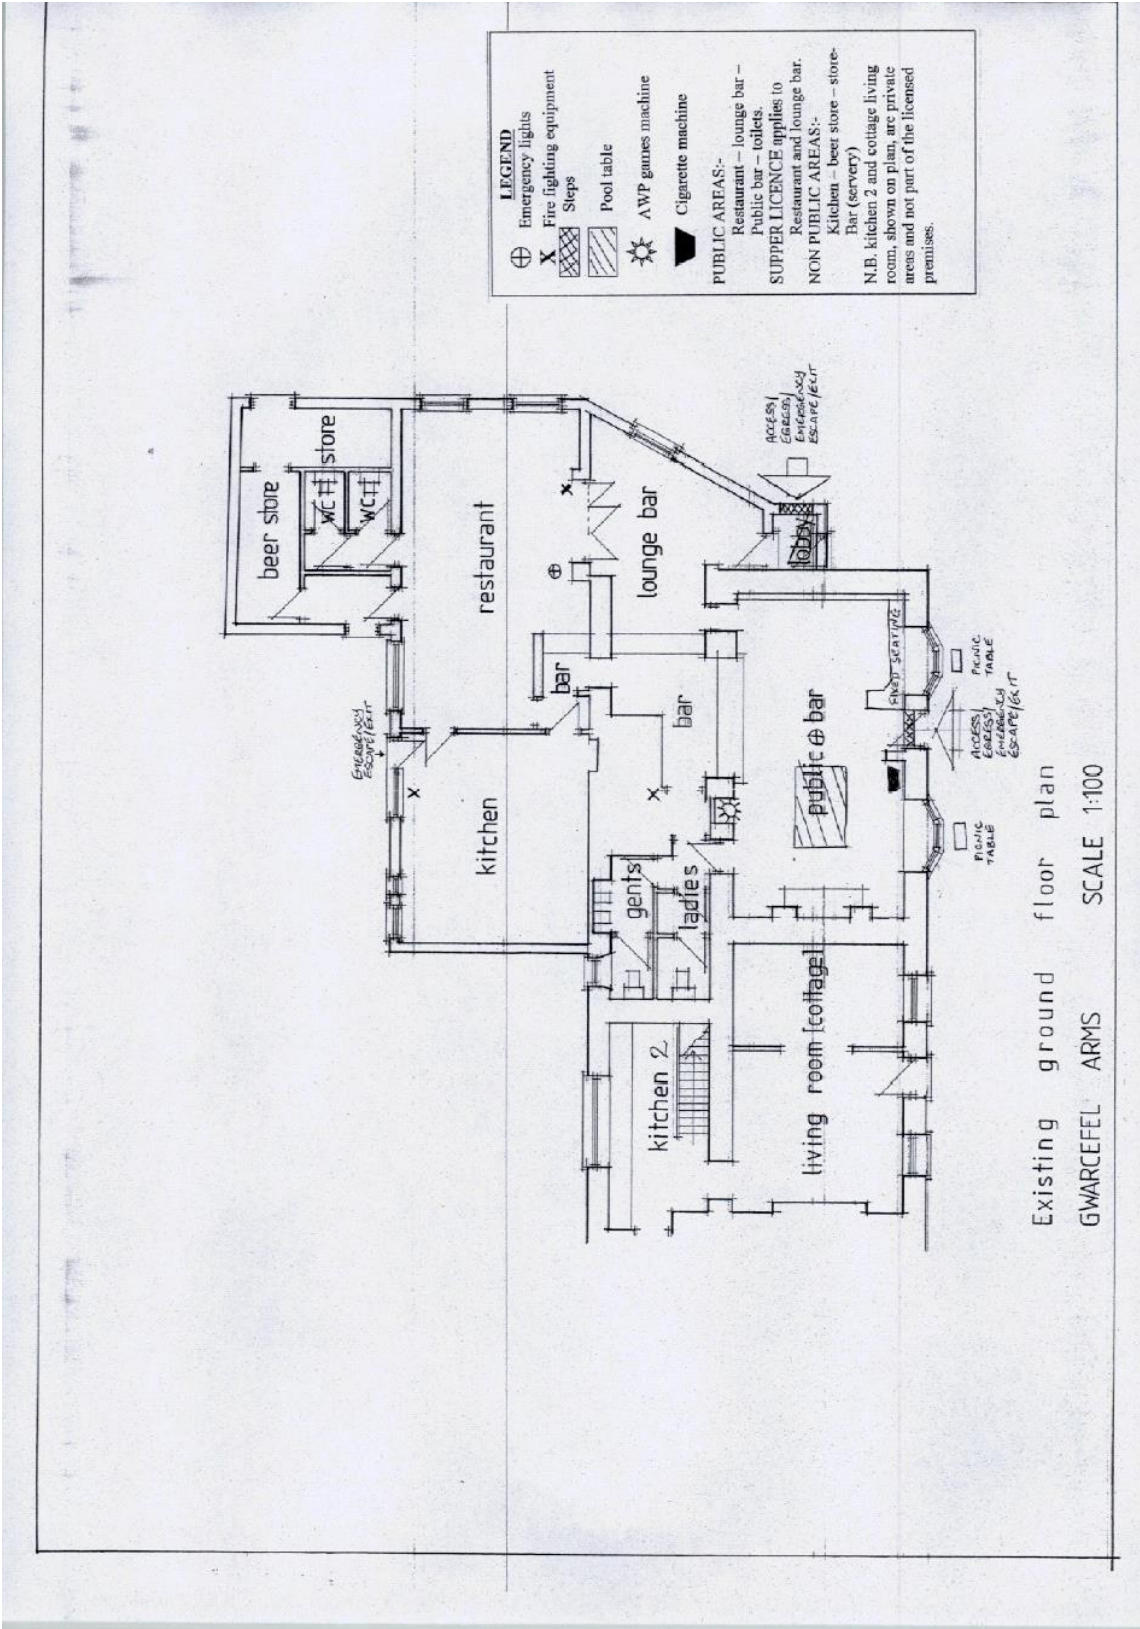 LEGEND
Emergency lights
X Fire fighting equipment
Steps
Pool table
AWP games machine
Cigarette machine
PUBLIC AREAS:-
Restaurant – lounge bar –
Public bar – toilets.
SUPPER LICENCE applies to
Restaurant and lounge bar.
NON PUBLIC AREAS:-
Kitchen – beer store – store-
Bar (servery)
N.B. kitchen 2 and cottage living
room, shown on plan, are private
areas and not part of the licensed
premises.
beer store
store
WC
WC
restaurant
X
lounge bar
lobby
ACCESS/
EGRESS/
EMERGENCY
ESCAPE/EXIT
EMERGENCY
ESCAPE/EXIT
X
kitchen
bar
bar
X
public bar
FIXED SEATING
PICNIC
TABLE
ACCESS/
EGRESS/
EMERGENCY
ESCAPE/EXIT
PICNIC
TABLE
gents
ladies
kitchen 2
living room [cottage]
Existing ground floor plan
GWARCEFEL ARMS SCALE 1:100